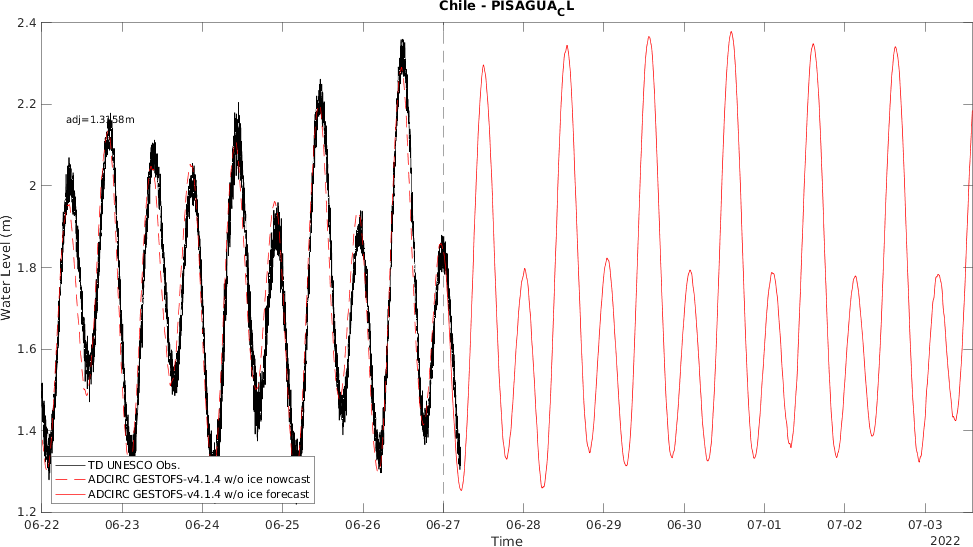 Chile - PISAGUA_CL
2.4
2.2
2
1.8
1.6
1.4
1.2
Water Level (m)
adj=1.3158m
TD UNESCO Obs.
ADCIRC GESTOFS-v4.1.4 w/o ice nowcast
ADCIRC GESTOFS-v4.1.4 w/o ice forecast
06-22 06-23 06-24 06-25 06-26 06-27 06-28 06-29 06-30 07-01 07-02 07-03
Time
2022